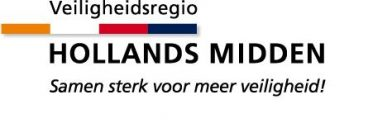 Veiligheidsregio
HOLLANDS MIDDEN
Samen sterk voor meer veiligheid!